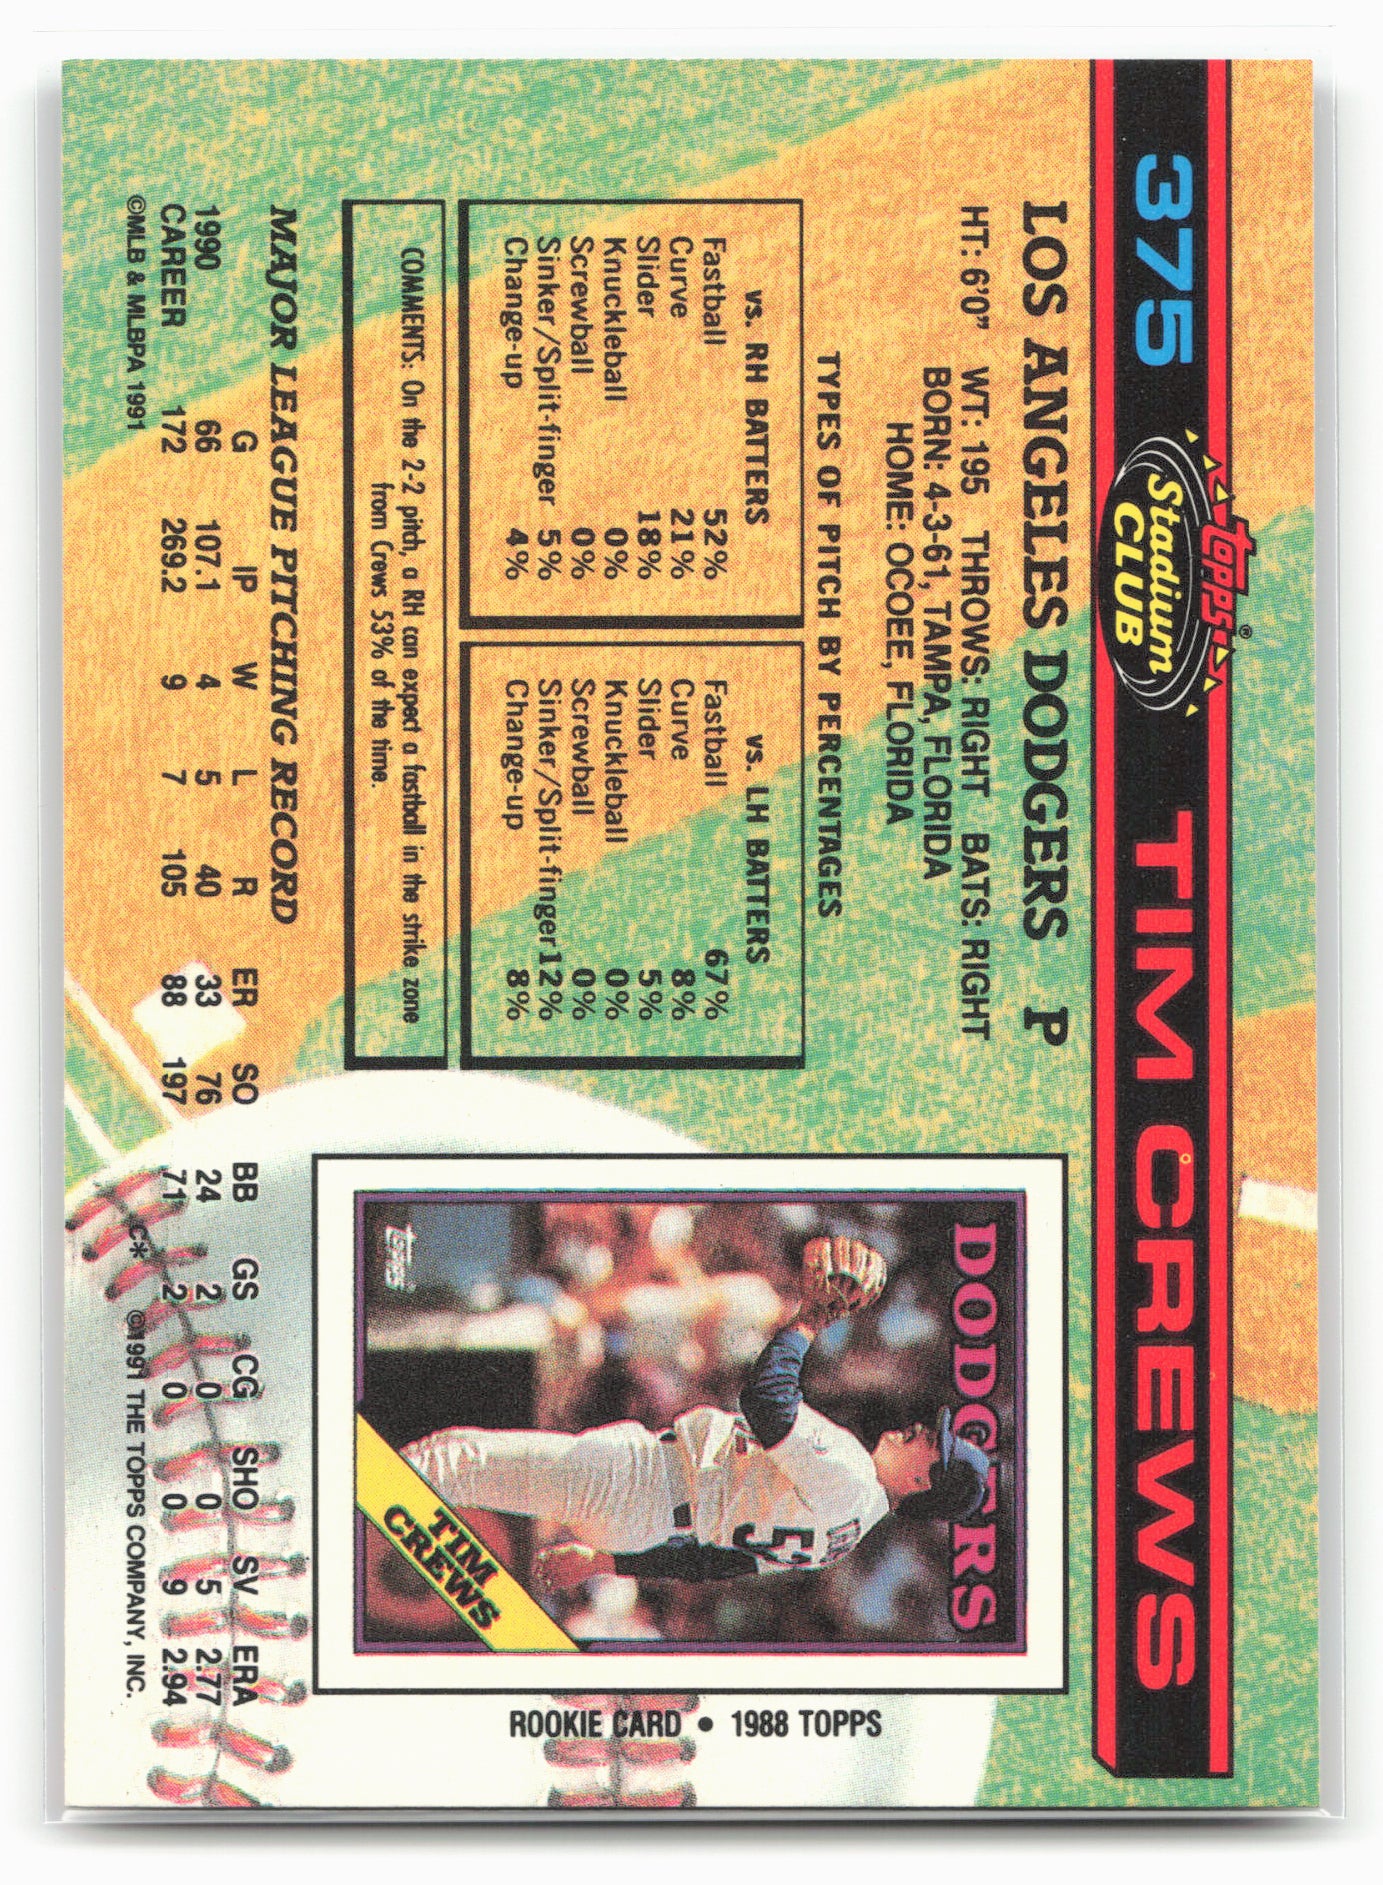 375
Topps®
Stadium
CLUB
TIM CREWS
LOS ANGELES DODGERS P
HT: 6'0" WT: 195 THROWS: RIGHT BATS: RIGHT
BORN: 4-3-61, TAMPA, FLORIDA
HOME: OCOEE, FLORIDA
TYPES OF PITCH BY PERCENTAGES
vs. RH BATTERS
Fastball 52%
Curve 21%
Slider 18%
Knuckleball 0%
Screwball 0%
Sinker/Split-finger 5%
Change-up 4%
vs. LH BATTERS
Fastball 67%
Curve 8%
Slider 5%
Knuckleball 0%
Screwball 0%
Sinker/Split-finger 12%
Change-up 8%
COMMENTS: On the 2-2 pitch, a RH can expect a fastball in the strike zone
from Crews 53% of the time.
DODGERS
TOPPS
TIM
CREWS
ROOKIE CARD • 1988 TOPPS
MAJOR LEAGUE PITCHING RECORD
G IP W L R ER SO BB GS CG SHO SV ERA
1990 66 107.1 4 5 40 33 76 24 2 0 0 5 2.77
CAREER 172 269.2 9 7 105 88 197 71 2 0 0 9 2.94
©MLB & MLBPA 1991 C* ©1991 THE TOPPS COMPANY, INC.